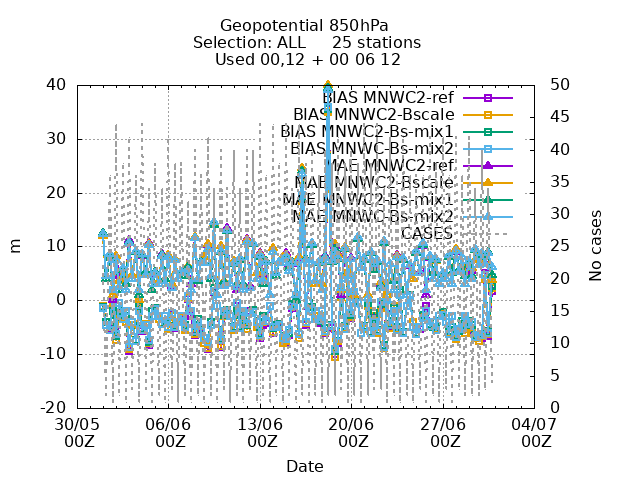 Geopotential 850hPa
Selection: ALL 25 stations
Used 00,12 + 00 06 12
BIAS MNWC2-ref
BIAS MNWC2-Bscale
BIAS MNWC2-Bs-mix1
BIAS MNWC-Bs-mix2
MAE MNWC2-ref
MAE MNWC2-Bscale
MAE MNWC2-Bs-mix1
MAE MNWC-Bs-mix2
CASES
40
30
20
10
0
-10
-20
m
50
45
40
35
30
25
20
15
10
5
0
No cases
30/05 06/06 13/06 20/06 27/06 04/07
00Z 00Z 00Z 00Z 00Z 00Z
Date